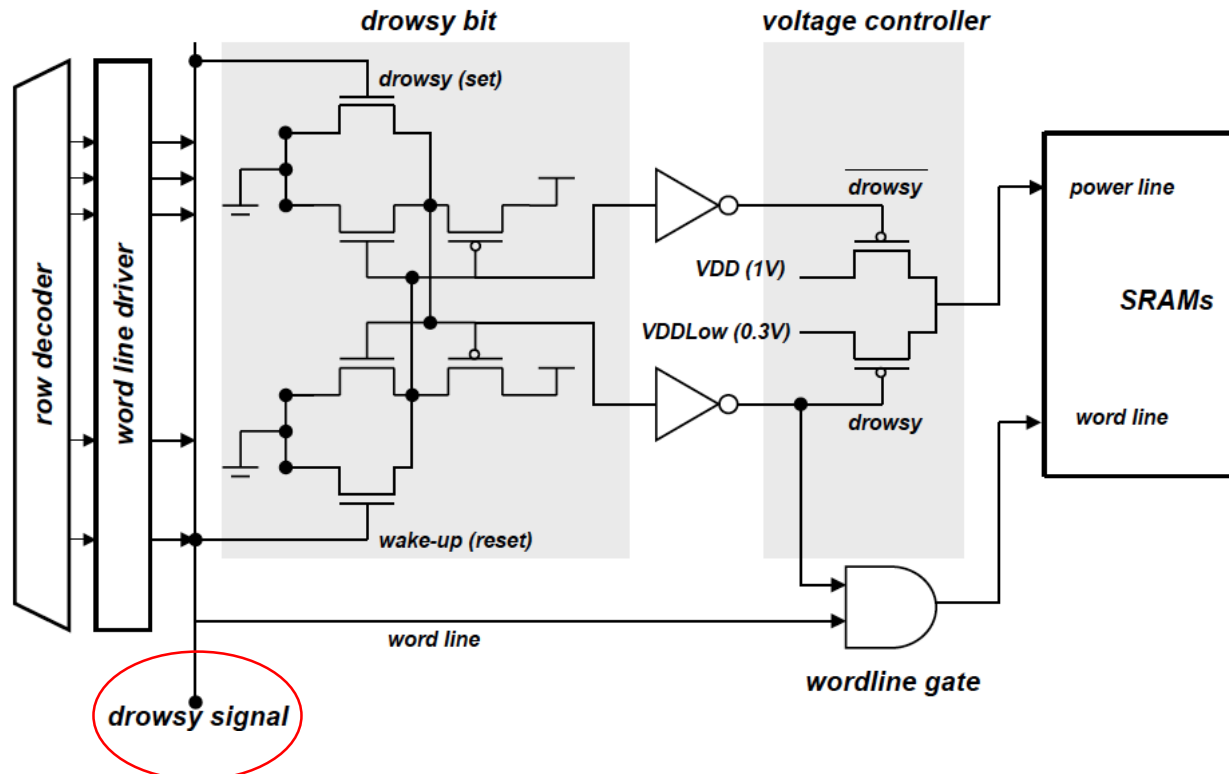 drowsy bit
voltage controller
drowsy (set)
drowsy
power line
VDD (1V)
SRAMs
VDDLow (0.3V)
row decoder
word line driver
drowsy
word line
wake-up (reset)
word line
wordline gate
drowsy signal